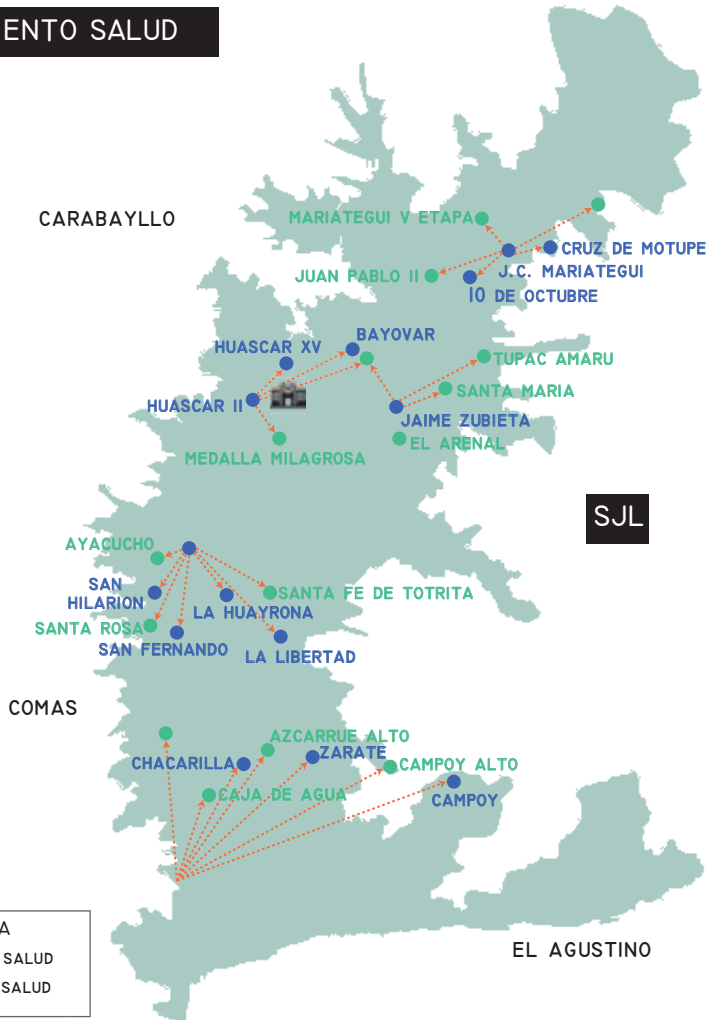 ENTO SALUD
CARABAYLLO
MARIATEGUI V ETAPA
CRUZ DE MOTUPE
J.C. MARIATEGUI
JUAN PABLO II
10 DE OCTUBRE
BAYOVAR
HUASCAR XV
TUPAC AMARU
SANTA MARIA
HUASCAR II
JAIME ZUBIETA
EL ARENAL
MEDALLA MILAGROSA
SJL
AYACUCHO
SAN
HILARION
SANTA FE DE TOTRITA
LA HUAYRONA
SANTA ROSA
SAN FERNANDO
LA LIBERTAD
COMAS
AZCARRUE ALTO
ZARATE
CHACARILLA
CAMPOY ALTO
CAJA DE AGUA
CAMPOY
A
SALUD
SALUD
EL AGUSTINO